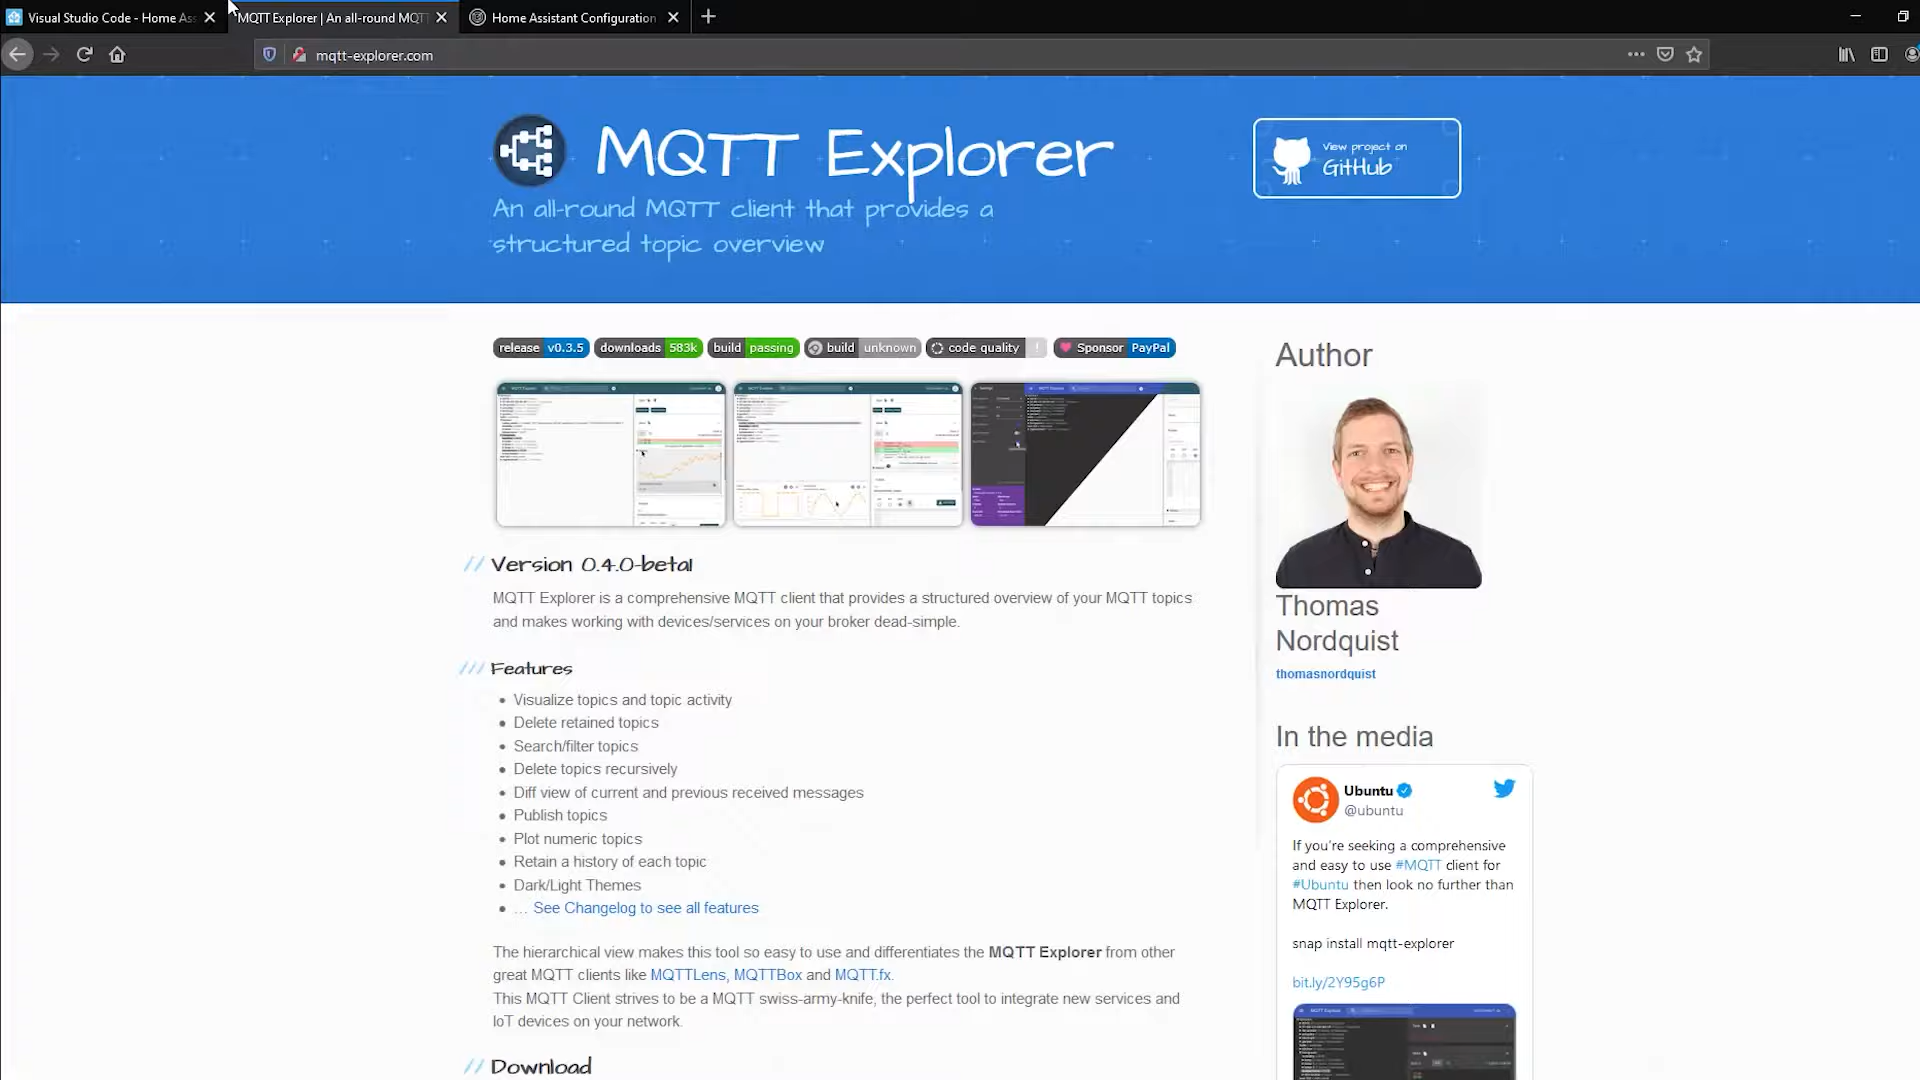 Visual Studio Code - Home Ass
MQTT Explorer | An all-round MQTT
Home Assistant Configuration
mqtt-explorer.com
MQTT Explorer
An all-round MQTT client that provides a
structured topic overview
View project on
GitHub
release v0.3.5
downloads 583k
build passing
build unknown
code quality !
Sponsor PayPal
// Version 0.4.0-beta1
MQTT Explorer is a comprehensive MQTT client that provides a structured overview of your MQTT topics
and makes working with devices/services on your broker dead-simple.
/// Features
• Visualize topics and topic activity
• Delete retained topics
• Search/filter topics
• Delete topics recursively
• Diff view of current and previous received messages
• Publish topics
• Plot numeric topics
• Retain a history of each topic
• Dark/Light Themes
• … See Changelog to see all features
The hierarchical view makes this tool so easy to use and differentiates the MQTT Explorer from other
great MQTT clients like MQTTLens, MQTTBox and MQTT.fx.
This MQTT Client strives to be a MQTT swiss-army-knife, the perfect tool to integrate new services and
IoT devices on your network.
// Download
Author
Thomas
Nordquist
thomasnordquist
In the media
Ubuntu
@ubuntu
If you're seeking a comprehensive
and easy to use #MQTT client for
#Ubuntu then look no further than
MQTT Explorer.
snap install mqtt-explorer
bit.ly/2Y95g6P